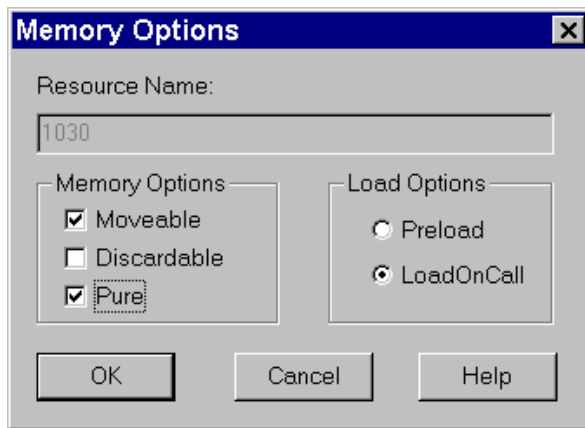 Memory Options
Resource Name:
1030
Memory Options
Load Options
Moveable
Preload
Discardable
LoadOnCall
Pure
OK
Cancel
Help